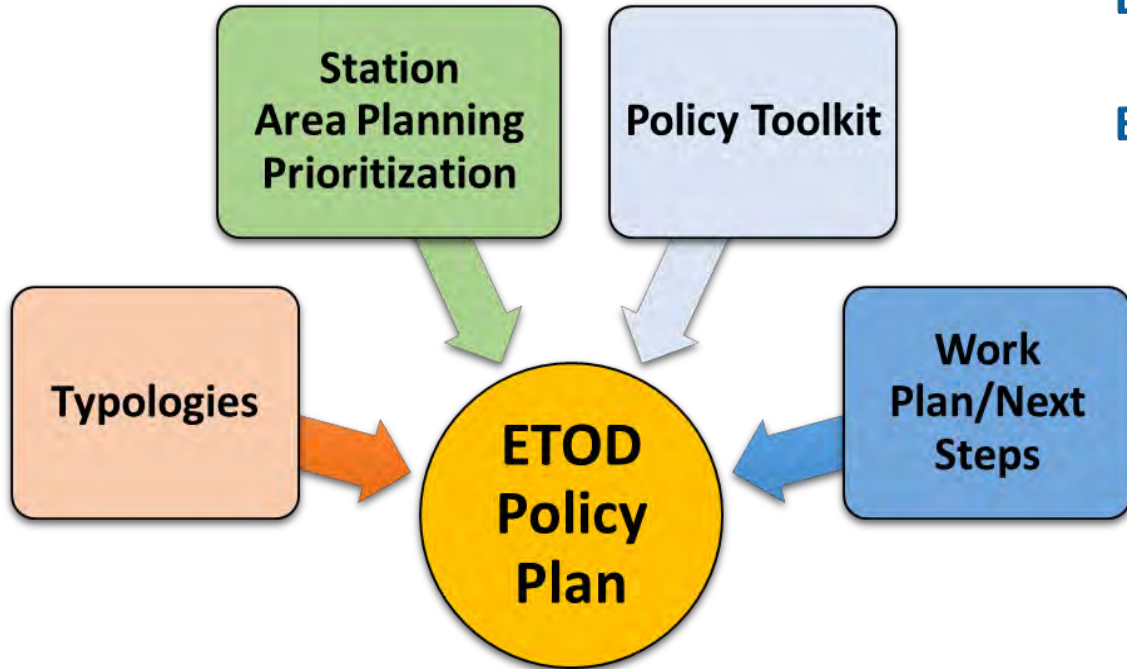 Station
Area Planning
Prioritization
Policy Toolkit
Typologies
Work
Plan/Next
Steps
ETOD
Policy
Plan